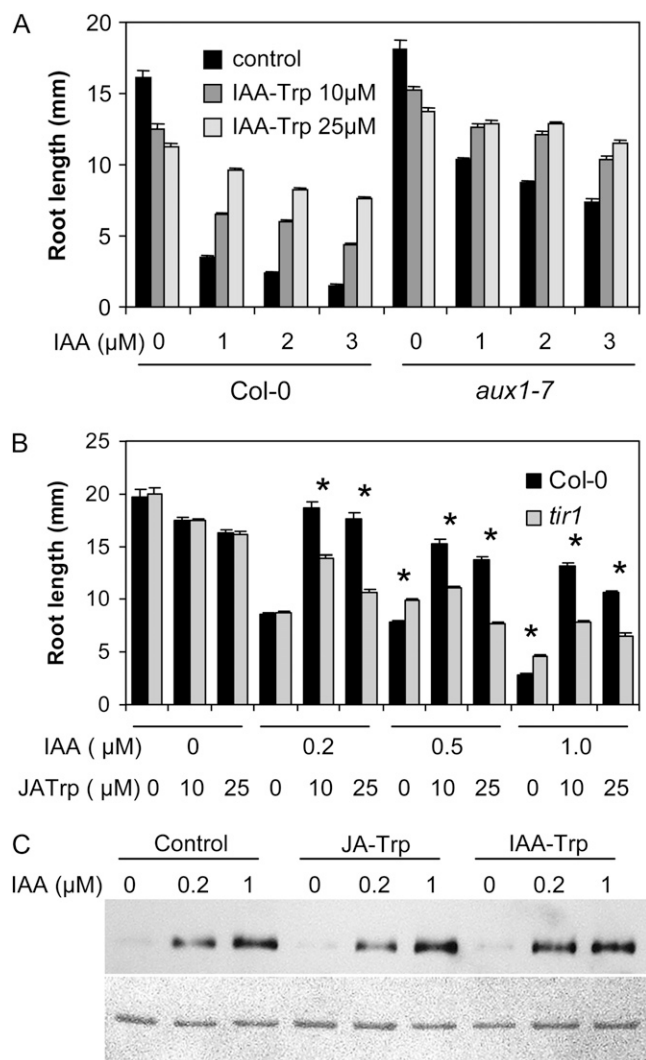 A
Root length (mm)
20
15
10
5
0
control
IAA-Trp 10µM
IAA-Trp 25µM
IAA (µM) 0 1 2 3 0 1 2 3
Col-0 aux1-7
B
Root length (mm)
25
20
15
10
5
0
Col-0
tir1
* * * * * * * *
IAA ( µM) 0 0.2 0.5 1.0
JATrp ( µM) 0 10 25 0 10 25 0 10 25 0 10 25
C
Control JA-Trp IAA-Trp
IAA (µM) 0 0.2 1 0 0.2 1 0 0.2 1